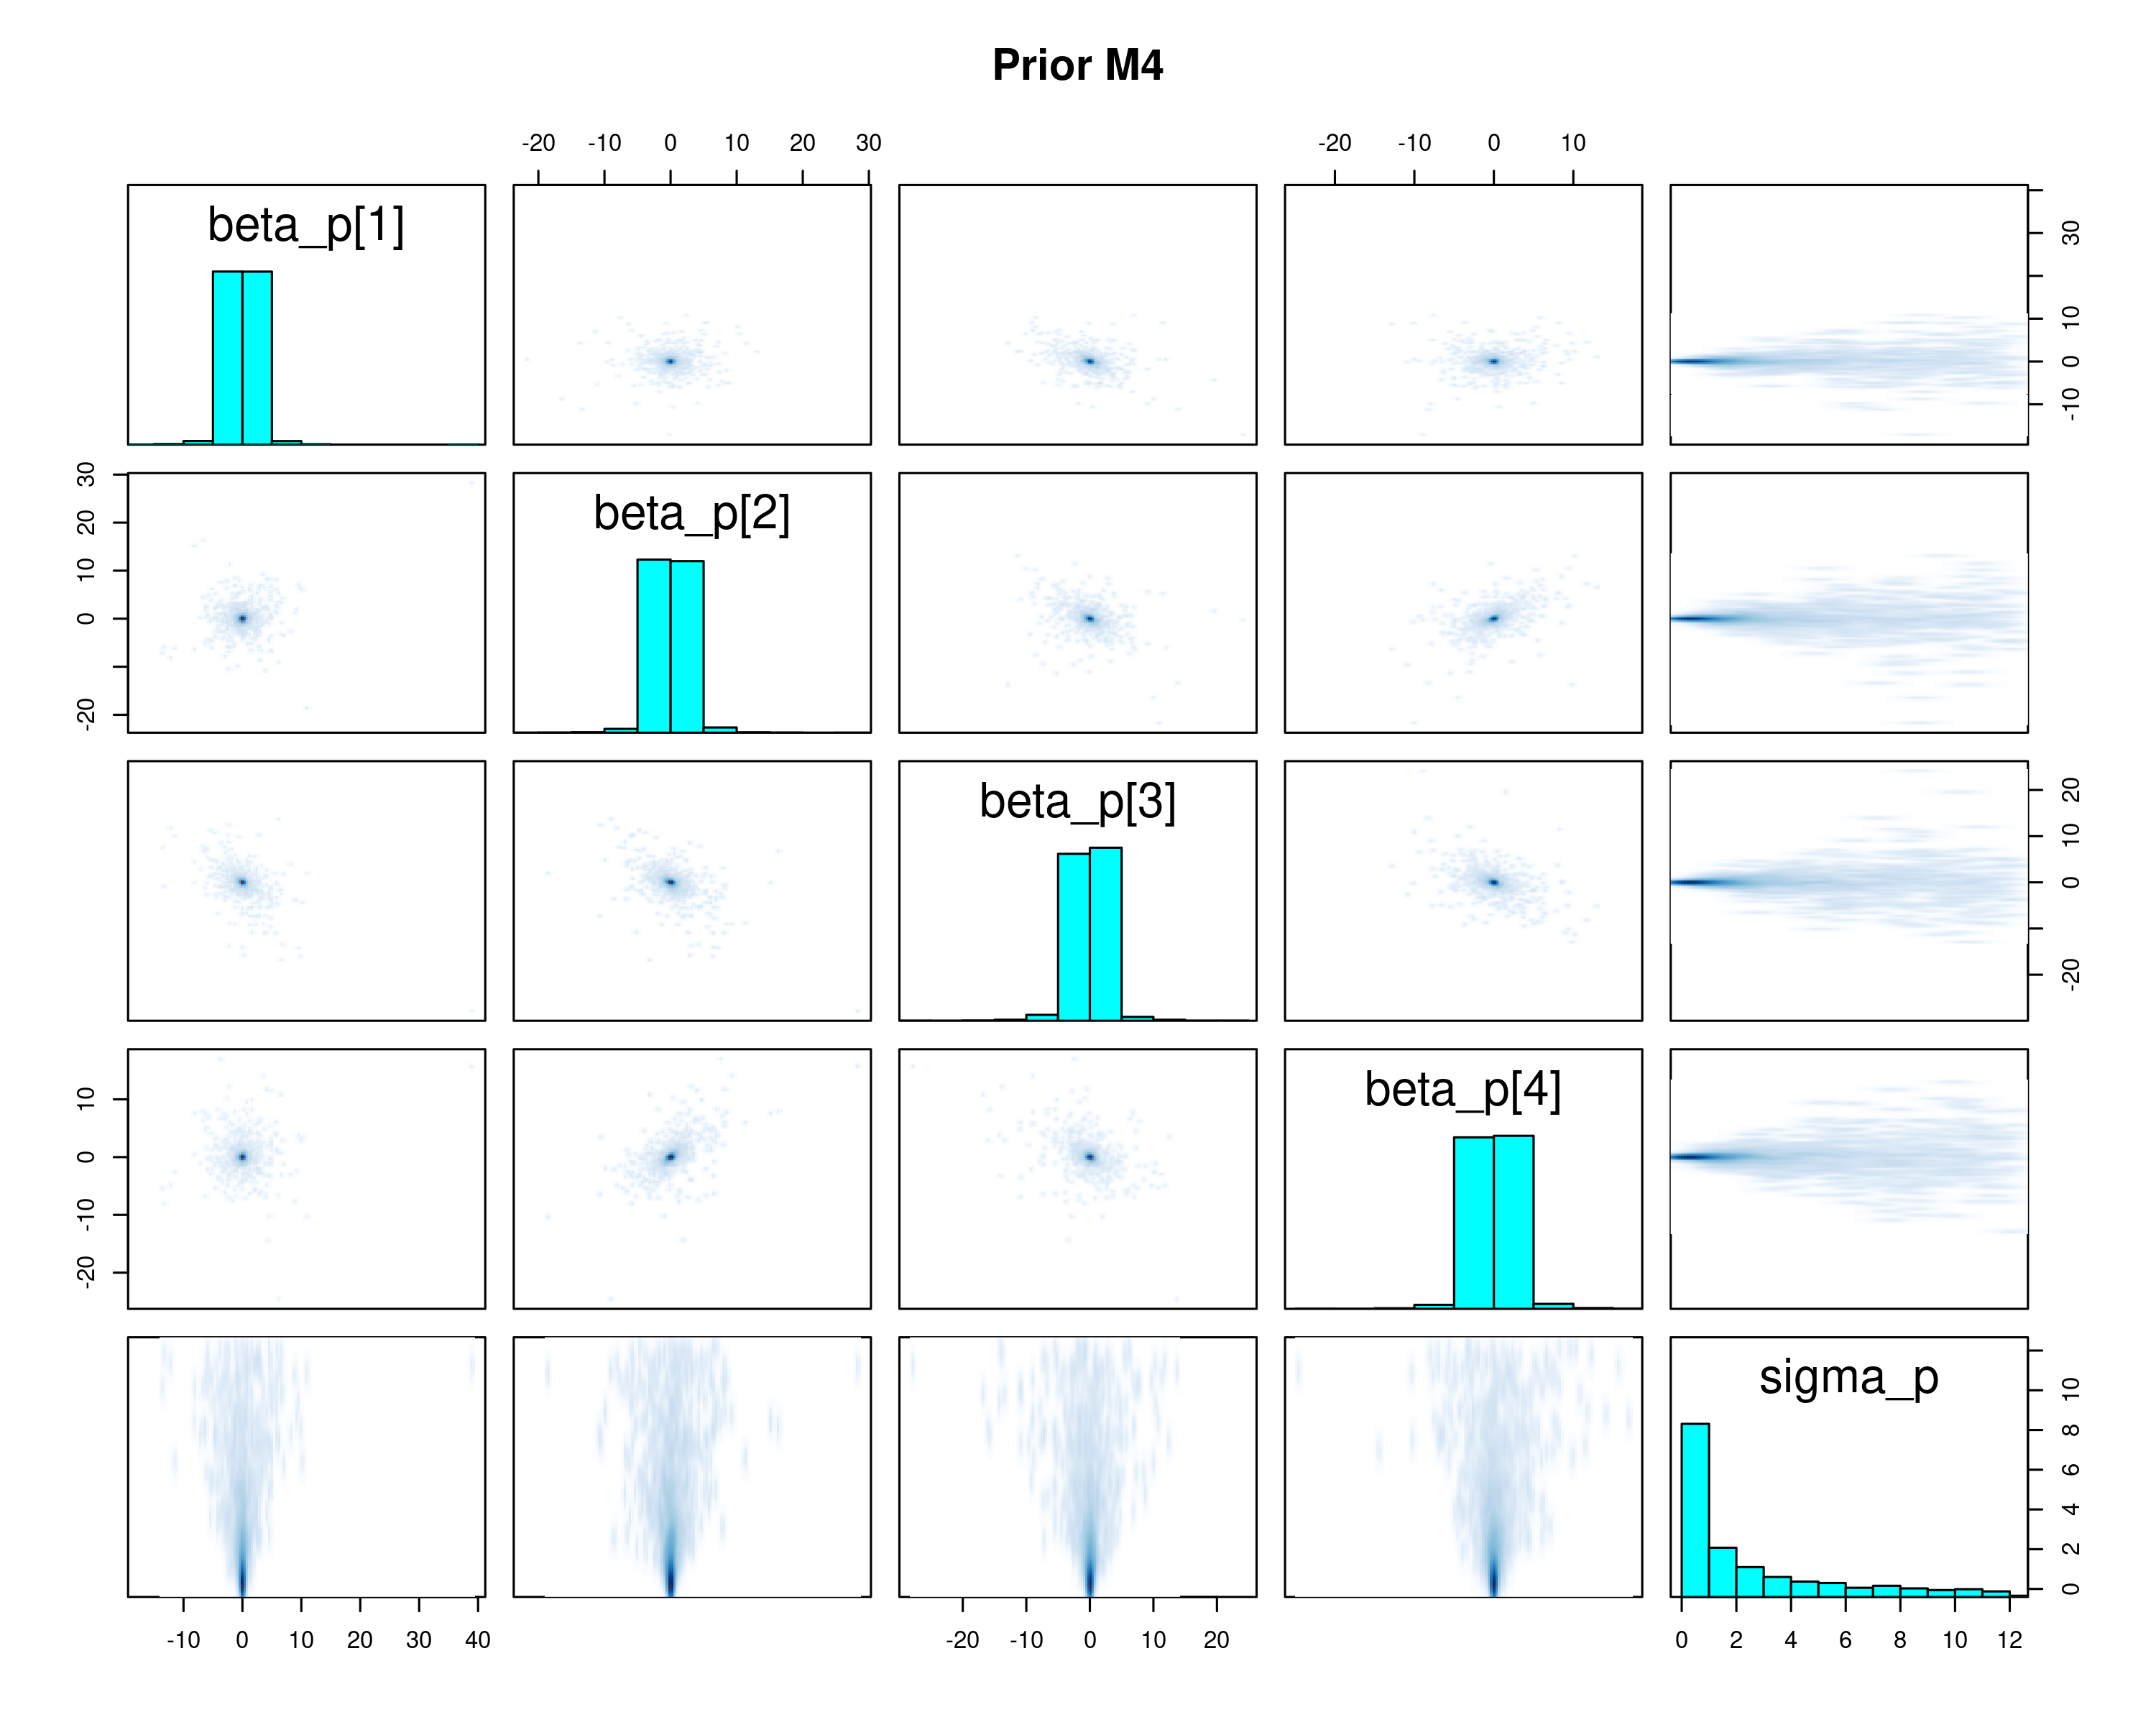 Prior M4
-20 -10 0 10 20 30
-20 -10 0 10
beta_p[1]
-10 0 10 30
beta_p[2]
-20 0 10 20 30
beta_p[3]
-20 0 10 20
beta_p[4]
-20 -10 0 10
sigma_p
0 2 4 6 8 10
-10 0 10 20 30 40
-20 -10 0 10 20
0 2 4 6 8 10 12